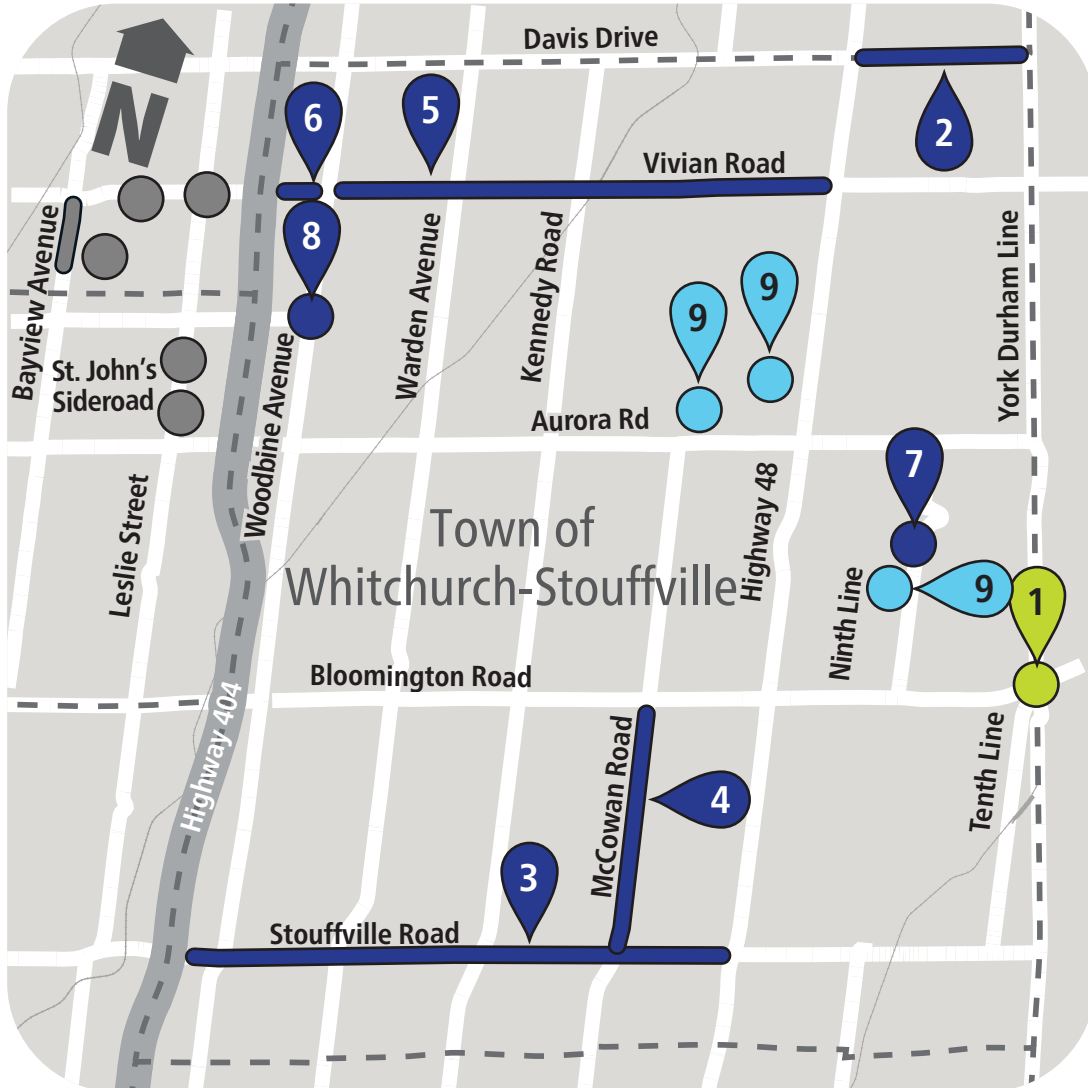 Davis Drive
N
6
5
2
Vivian Road
8
Bayview Avenue
Warden Avenue
Kennedy Road
York Durham Line
9
9
St. John's
Sideroad
Woodbine Avenue
Aurora Rd
7
Leslie Street
Highway 48
Town of
Whitchurch-Stouffville
Ninth Line
9
1
Bloomington Road
Highway 404
McCowan Road
4
Tenth Line
3
Stouffville Road